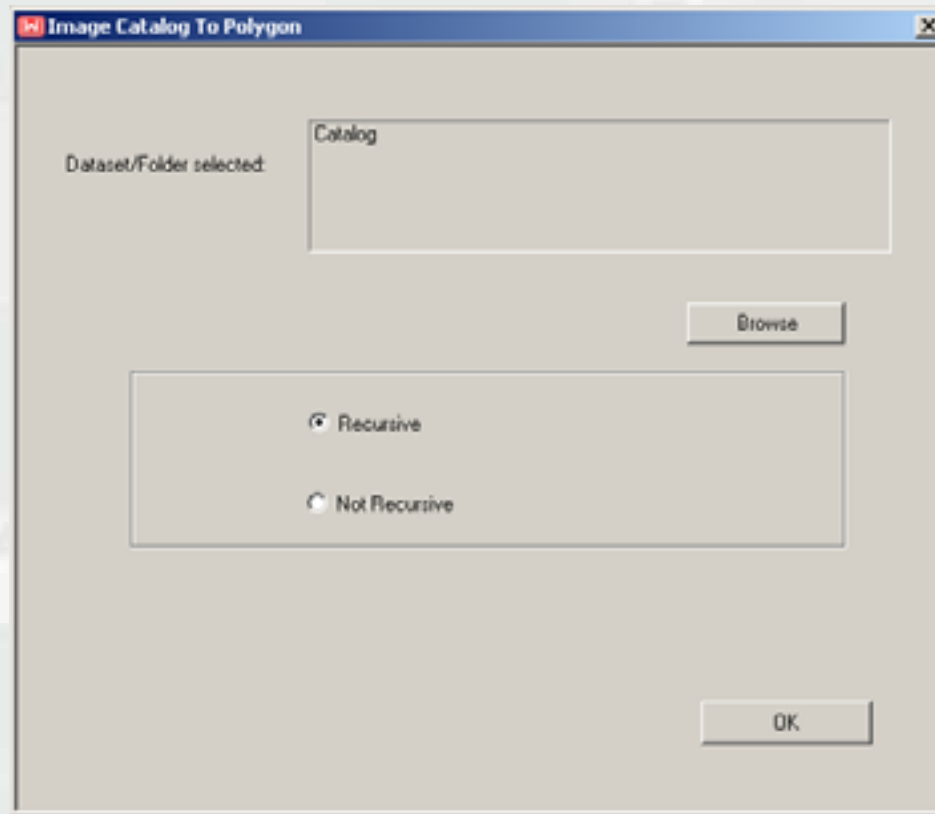 Image Catalog To Polygon
Catalog
Dataset/Folder selected:
Browse
Recursive
Not Recursive
OK